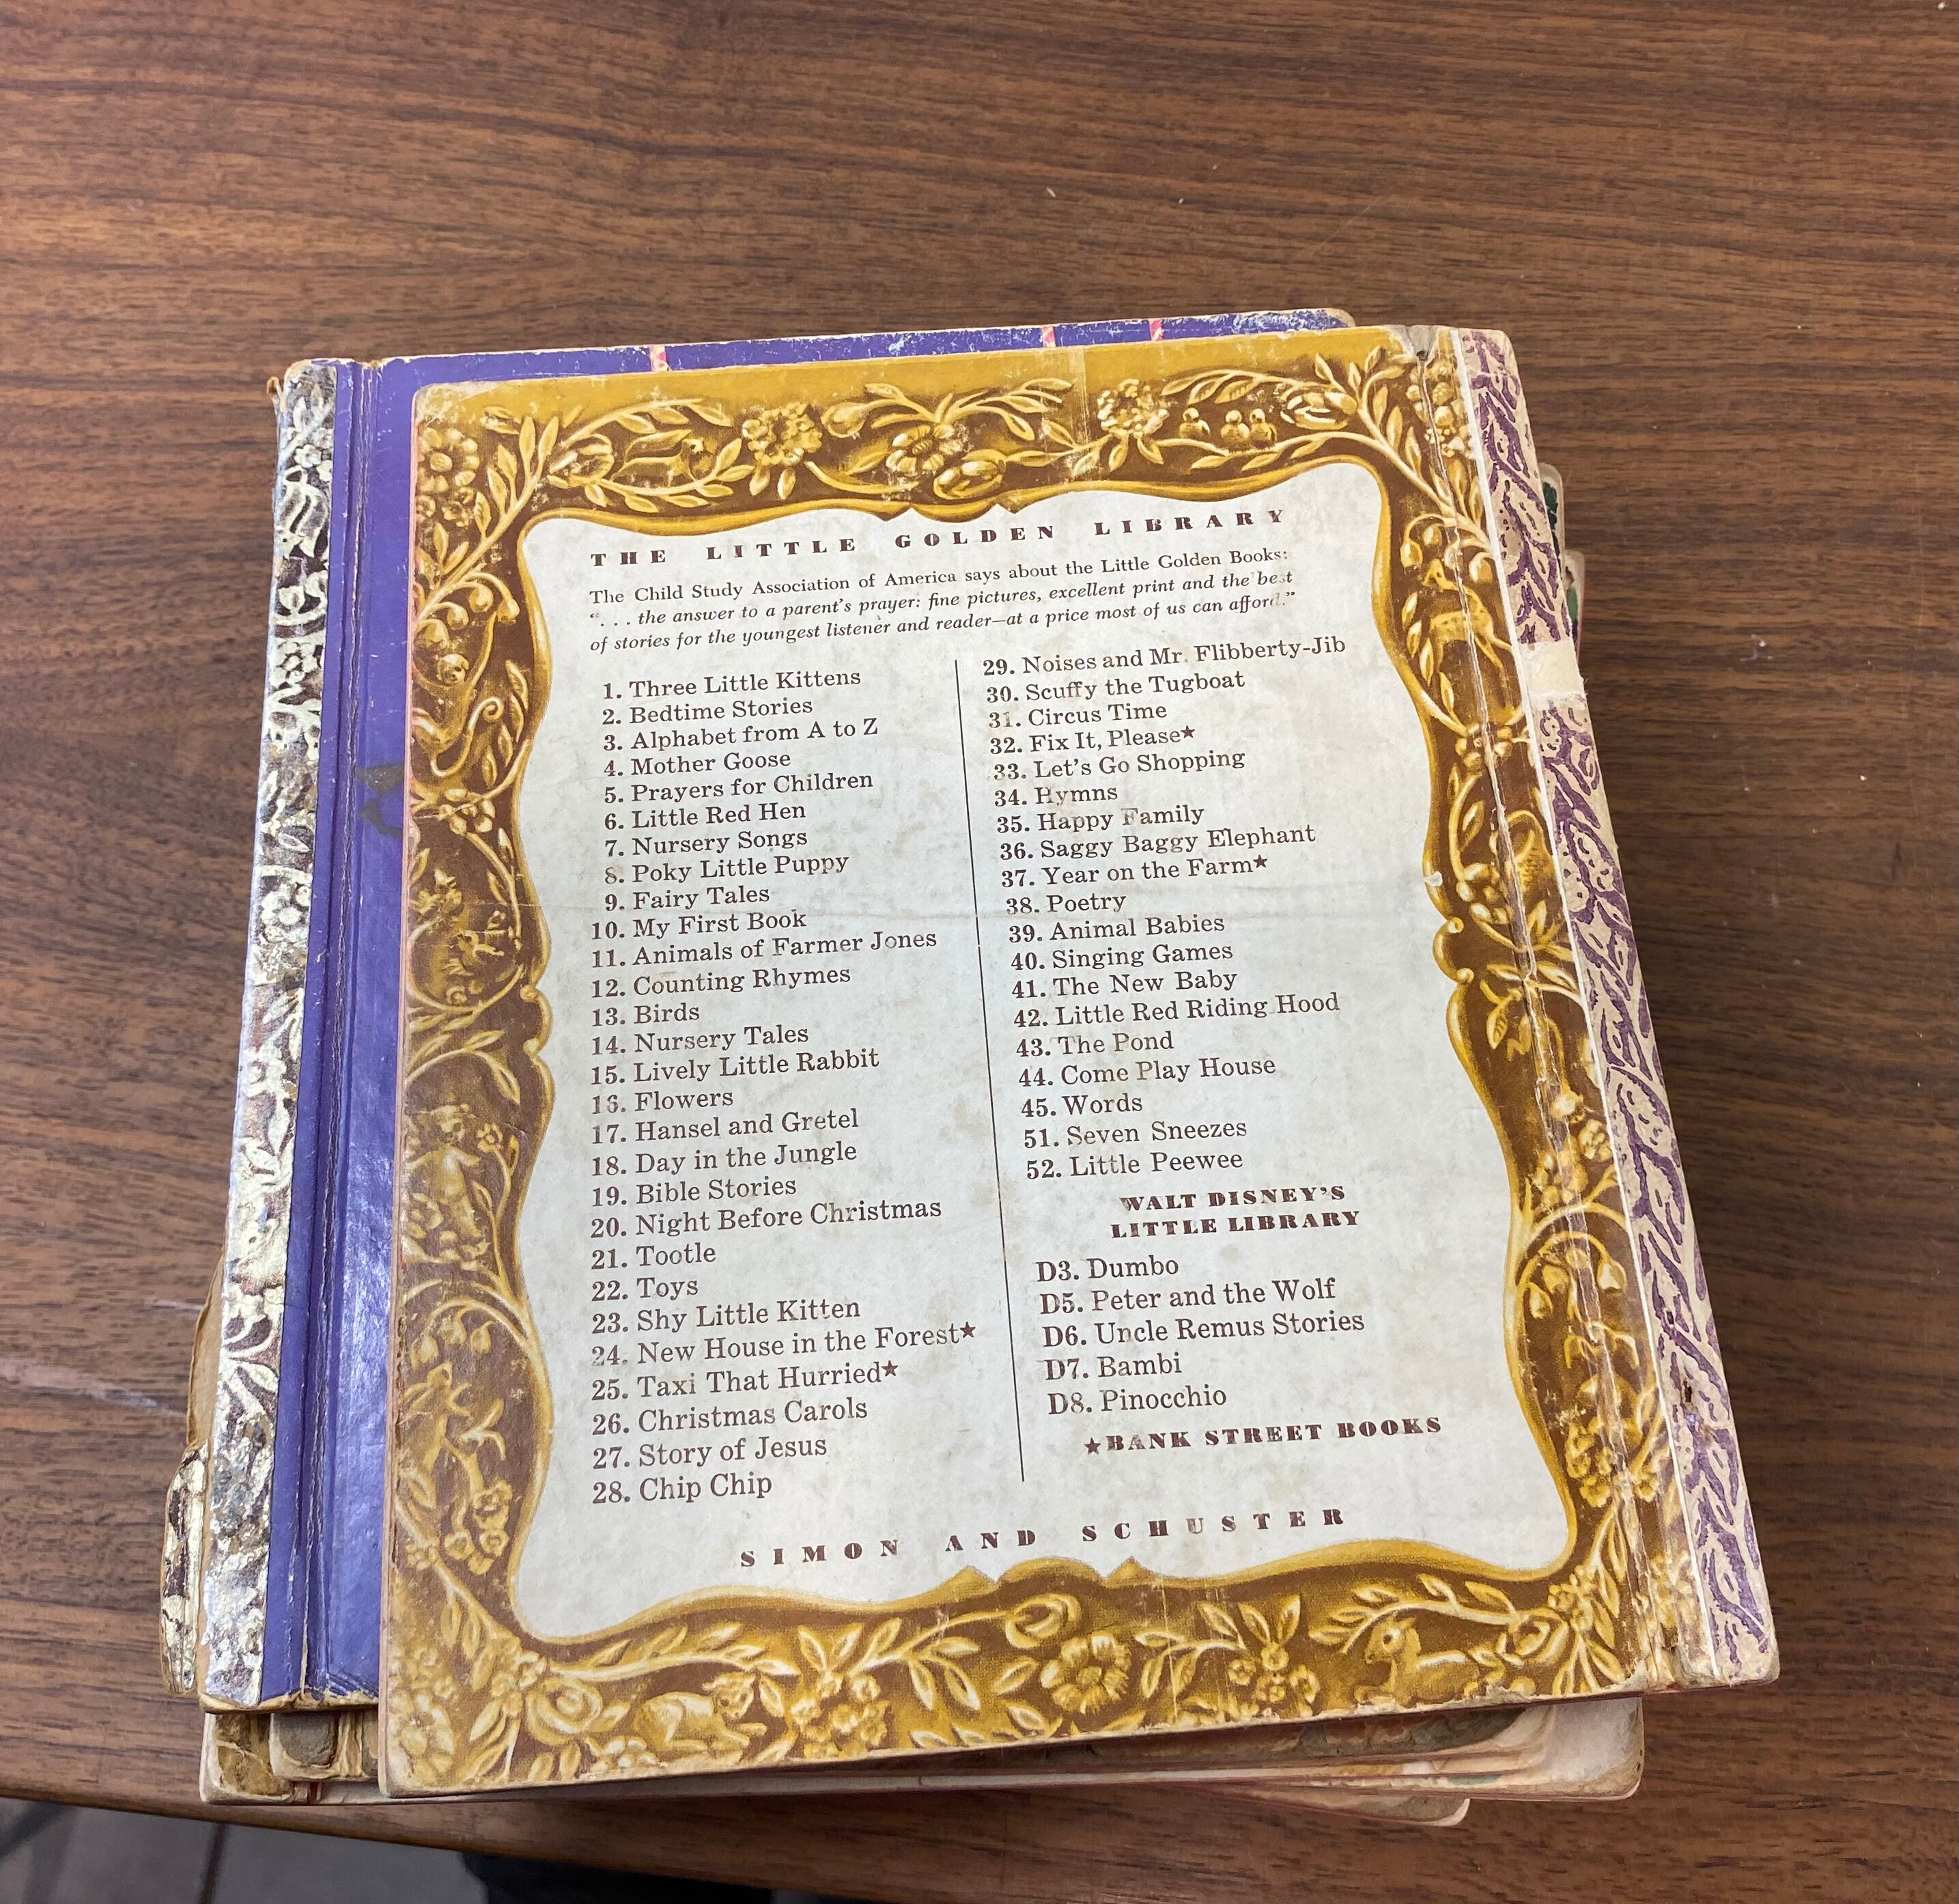 THE LITTLE GOLDEN LIBRARY
The Child Study Association of America says about the Little Golden Books:
“. . . the answer to a parent's prayer: fine pictures, excellent print and the best
of stories for the youngest listener and reader—at a price most of us can afford.”
1. Three Little Kittens
2. Bedtime Stories
3. Alphabet from A to Z
4. Mother Goose
5. Prayers for Children
6. Little Red Hen
7. Nursery Songs
8. Poky Little Puppy
9. Fairy Tales
10. My First Book
11. Animals of Farmer Jones
12. Counting Rhymes
13. Birds
14. Nursery Tales
15. Lively Little Rabbit
16. Flowers
17. Hansel and Gretel
18. Day in the Jungle
19. Bible Stories
20. Night Before Christmas
21. Tootle
22. Toys
23. Shy Little Kitten
24. New House in the Forest★
25. Taxi That Hurried★
26. Christmas Carols
27. Story of Jesus
28. Chip Chip
29. Noises and Mr. Flibberty-Jib
30. Scuffy the Tugboat
31. Circus Time
32. Fix It, Please★
33. Let's Go Shopping
34. Hymns
35. Happy Family
36. Saggy Baggy Elephant
37. Year on the Farm★
38. Poetry
39. Animal Babies
40. Singing Games
41. The New Baby
42. Little Red Riding Hood
43. The Pond
44. Come Play House
45. Words
51. Seven Sneezes
52. Little Peewee
WALT DISNEY'S
LITTLE LIBRARY
D3. Dumbo
D5. Peter and the Wolf
D6. Uncle Remus Stories
D7. Bambi
D8. Pinocchio
★BANK STREET BOOKS
SIMON AND SCHUSTER